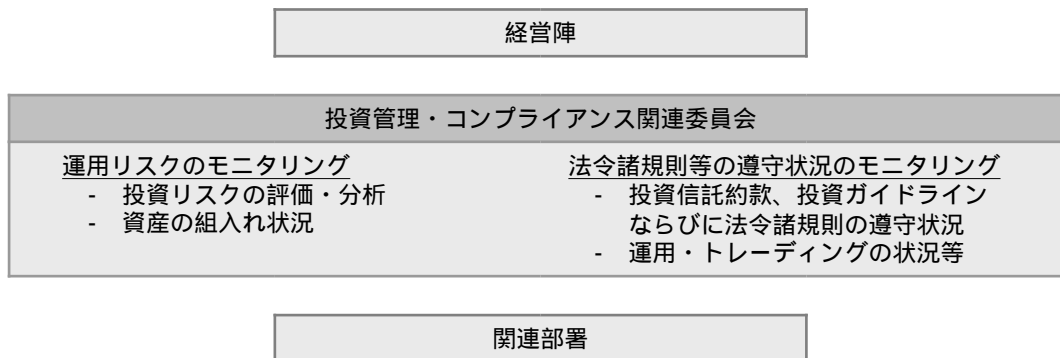 経営陣
投資管理・コンプライアンス関連委員会
運用リスクのモニタリング
- 投資リスクの評価・分析
- 資産の組入れ状況
法令諸規則等の遵守状況のモニタリング
- 投資信託約款、投資ガイドライン
ならびに法令諸規則の遵守状況
- 運用・トレーディングの状況等
関連部署